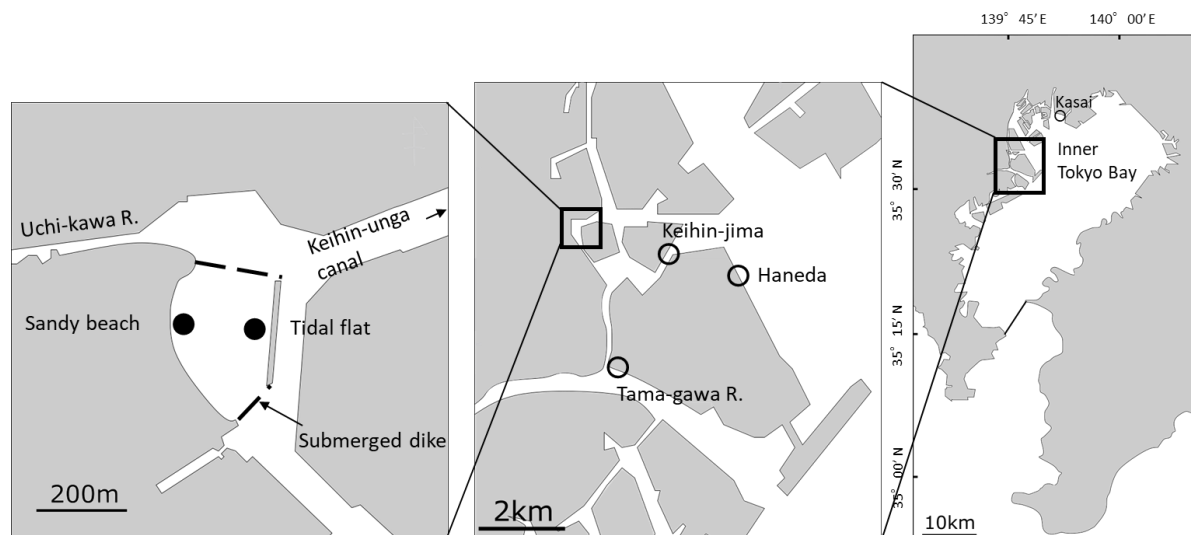 Uchi-kawa R.
Keihin-unga
canal
Sandy beach
Tidal flat
Submerged dike
200m
Keihin-jima
Haneda
Tama-gawa R.
2km
139° 45′E
140° 00′E
Kasai
Inner
Tokyo Bay
35° 30′ N
35° 15′ N
35° 00′ N
10km